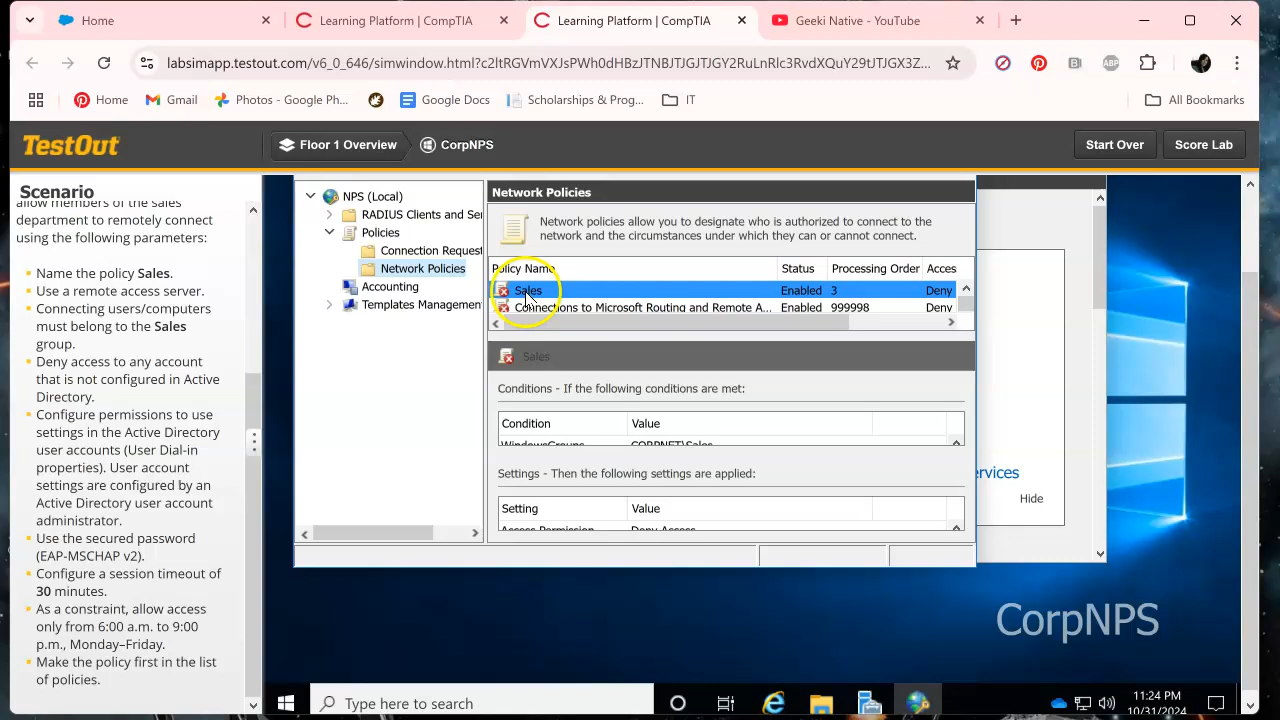 Home
Learning Platform | CompTIA
Learning Platform | CompTIA
Geeki Native - YouTube
labsimapp.testout.com/v6_0_646/simwindow.html?c2ltRGVmVXJsPWh0dHBzJTNBJTJGJTJGY2RuLnRlc3RvdXQuY29tJTJGX3Z...
Home
Gmail
Photos - Google Ph...
Google Docs
Scholarships & Prog...
IT
All Bookmarks
TestOut
Floor 1 Overview
CorpNPS
Start Over
Score Lab
Scenario
allow members of the sales
department to remotely connect
using the following parameters:
Name the policy Sales.
Use a remote access server.
Connecting users/computers
must belong to the Sales
group.
Deny access to any account
that is not configured in Active
Directory.
Configure permissions to use
settings in the Active Directory
user accounts (User Dial-in
properties). User account
settings are configured by an
Active Directory user account
administrator.
Use the secured password
(EAP-MSCHAP v2).
Configure a session timeout of
30 minutes.
As a constraint, allow access
only from 6:00 a.m. to 9:00
p.m., Monday–Friday.
Make the policy first in the list
of policies.
NPS (Local)
RADIUS Clients and Ser
Policies
Connection Request
Network Policies
Accounting
Templates Managemen
Network Policies
Network policies allow you to designate who is authorized to connect to the
network and the circumstances under which they can or cannot connect.
Policy Name Status Processing Order Acces
Sales Enabled 3 Deny
Connections to Microsoft Routing and Remote A... Enabled 999998 Deny
Sales
Conditions - If the following conditions are met:
Condition Value
WindowsGroups CORPNET\Sales
Settings - Then the following settings are applied:
Setting Value
Access Permission Deny Access
ervices
Hide
CorpNPS
Type here to search
11:24 PM
10/31/2024